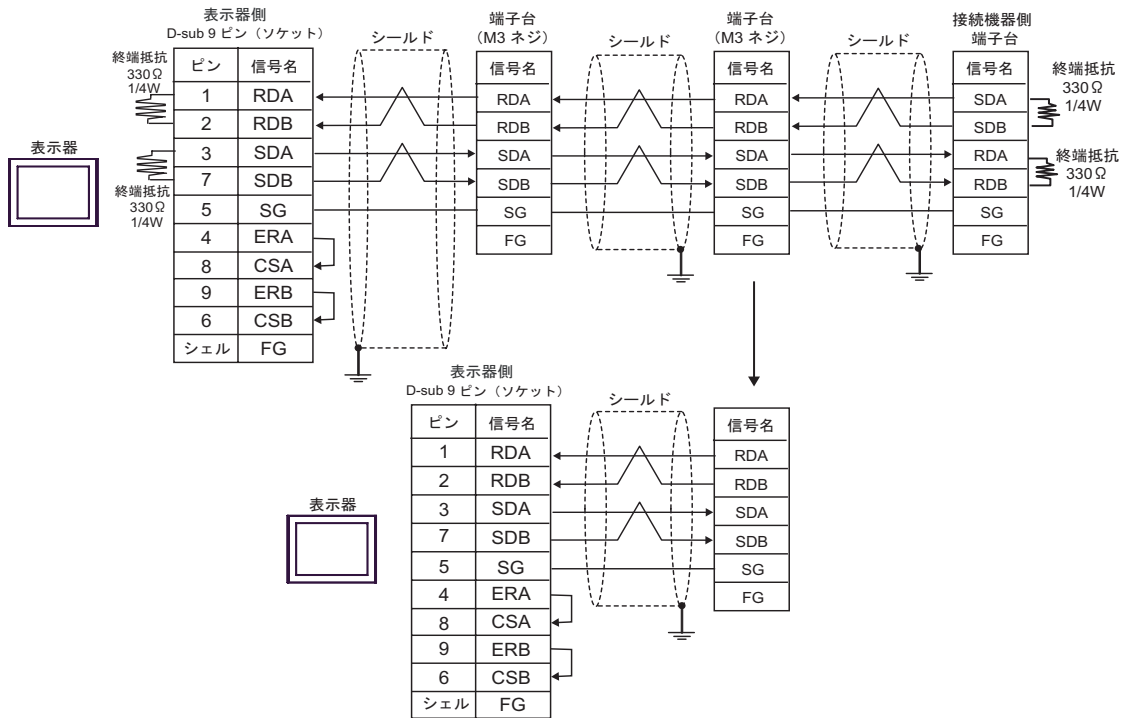 表示器側
D-sub 9 ピン（ソケット）
終端抵抗
330Ω
1/4W
ピン 信号名
1 RDA
2 RDB
3 SDA
7 SDB
5 SG
4 ERA
8 CSA
9 ERB
6 CSB
シェル FG
表示器
終端抵抗
330Ω
1/4W
シールド
端子台
（M3 ネジ）
信号名
RDA
RDB
SDA
SDB
SG
FG
シールド
端子台
（M3 ネジ）
信号名
RDA
RDB
SDA
SDB
SG
FG
シールド
接続機器側
端子台
信号名
SDA
SDB
RDA
RDB
SG
FG
終端抵抗
330Ω
1/4W
終端抵抗
330Ω
1/4W
表示器側
D-sub 9 ピン（ソケット）
ピン 信号名
1 RDA
2 RDB
3 SDA
7 SDB
5 SG
4 ERA
8 CSA
9 ERB
6 CSB
シェル FG
表示器
シールド
信号名
RDA
RDB
SDA
SDB
SG
FG